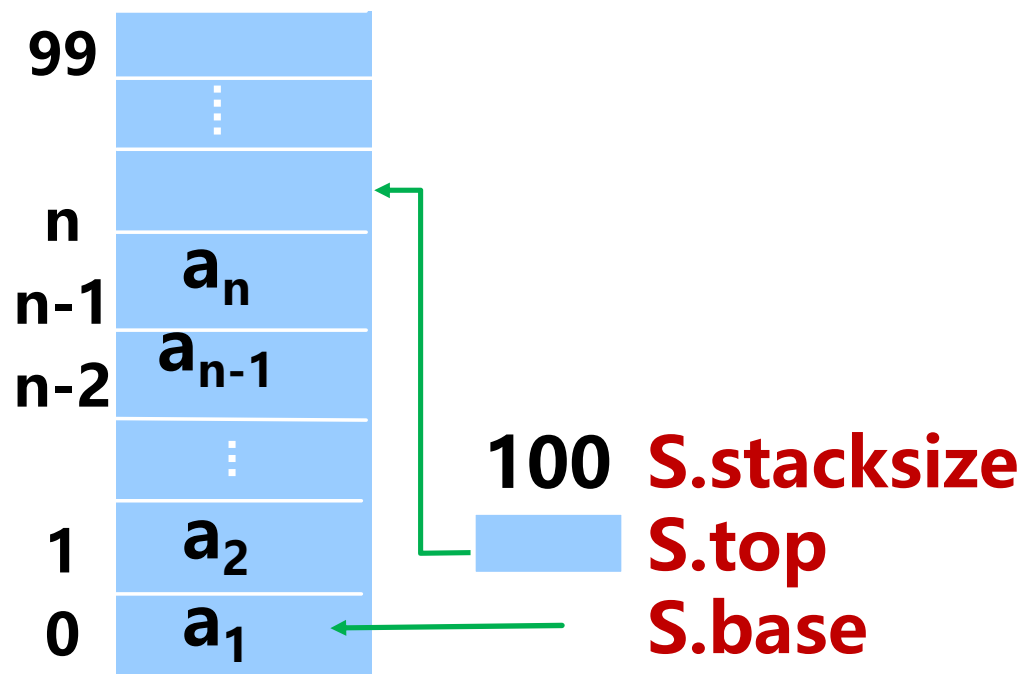 99
n
n-1 aₙ
n-2 aₙ₋₁
100 S.stacksize
1 a₂ S.top
0 a₁ S.base